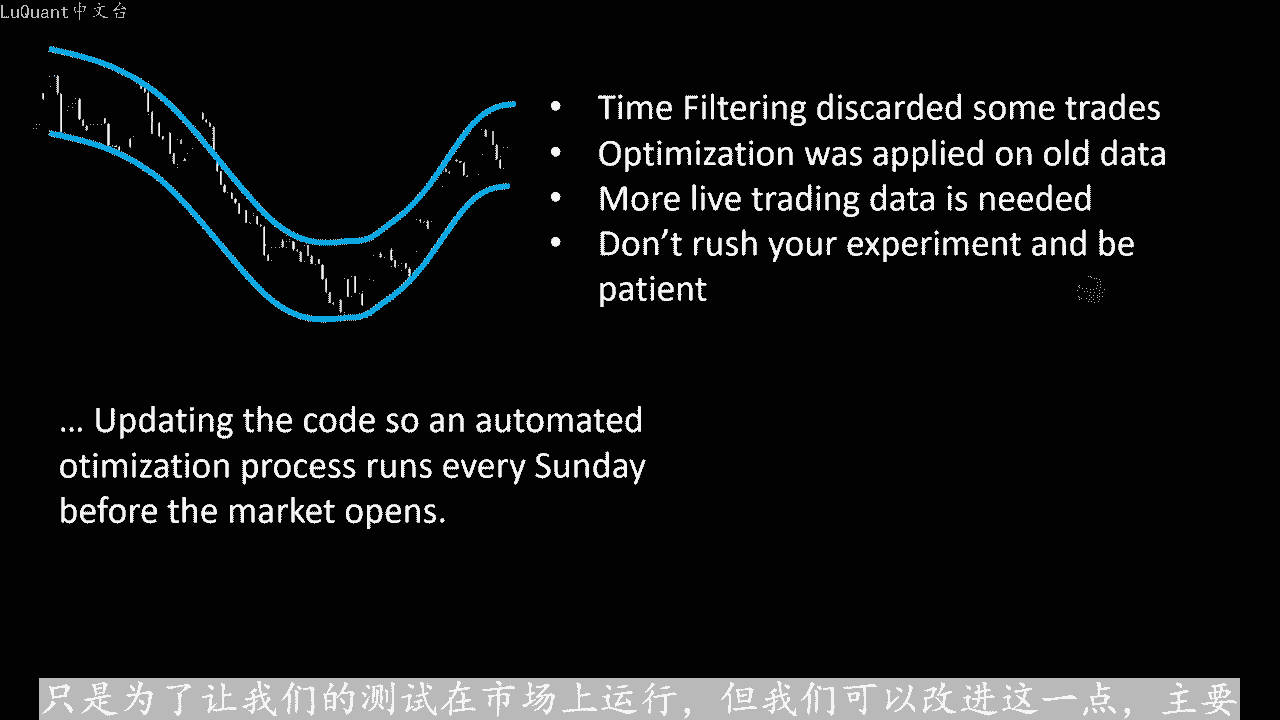 LuQuant中文台
• Time Filtering discarded some trades
• Optimization was applied on old data
• More live trading data is needed
• Don’t rush your experiment and be
patient
... Updating the code so an automated
otimization process runs every Sunday
before the market opens.
只是为了让我们的测试在市场上运行，但我们可以改进这一点，主要